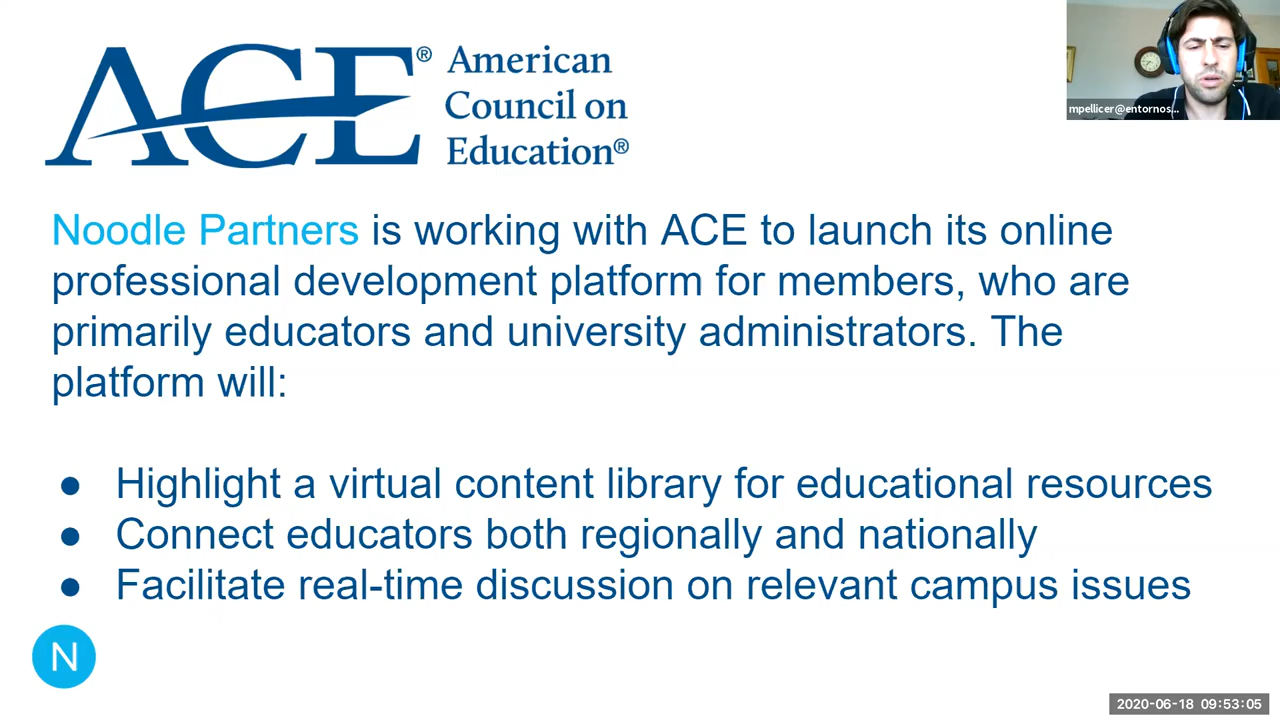 ACE® American
Council on
Education®
mpellicer@entornos...
Noodle Partners is working with ACE to launch its online
professional development platform for members, who are
primarily educators and university administrators. The
platform will:
● Highlight a virtual content library for educational resources
● Connect educators both regionally and nationally
● Facilitate real-time discussion on relevant campus issues
N
2020-06-18 09:53:05